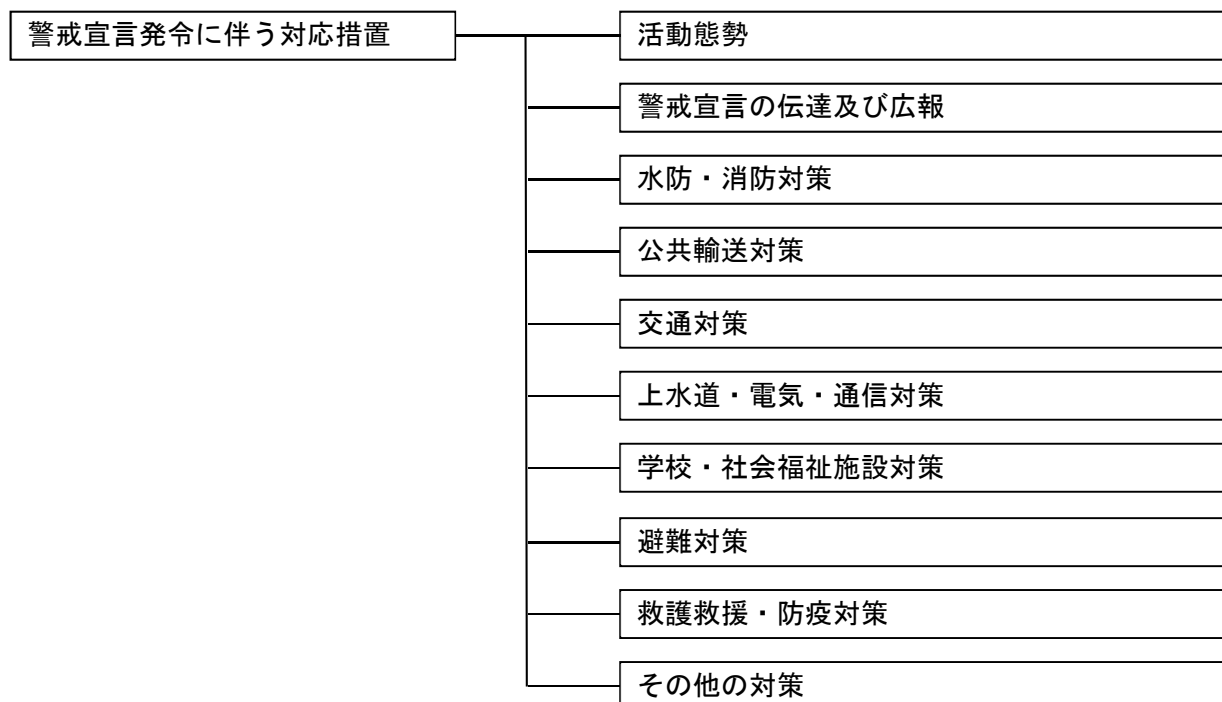 警戒宣言発令に伴う対応措置
活動態勢
警戒宣言の伝達及び広報
水防・消防対策
公共輸送対策
交通対策
上水道・電気・通信対策
学校・社会福祉施設対策
避難対策
救護救援・防疫対策
その他の対策